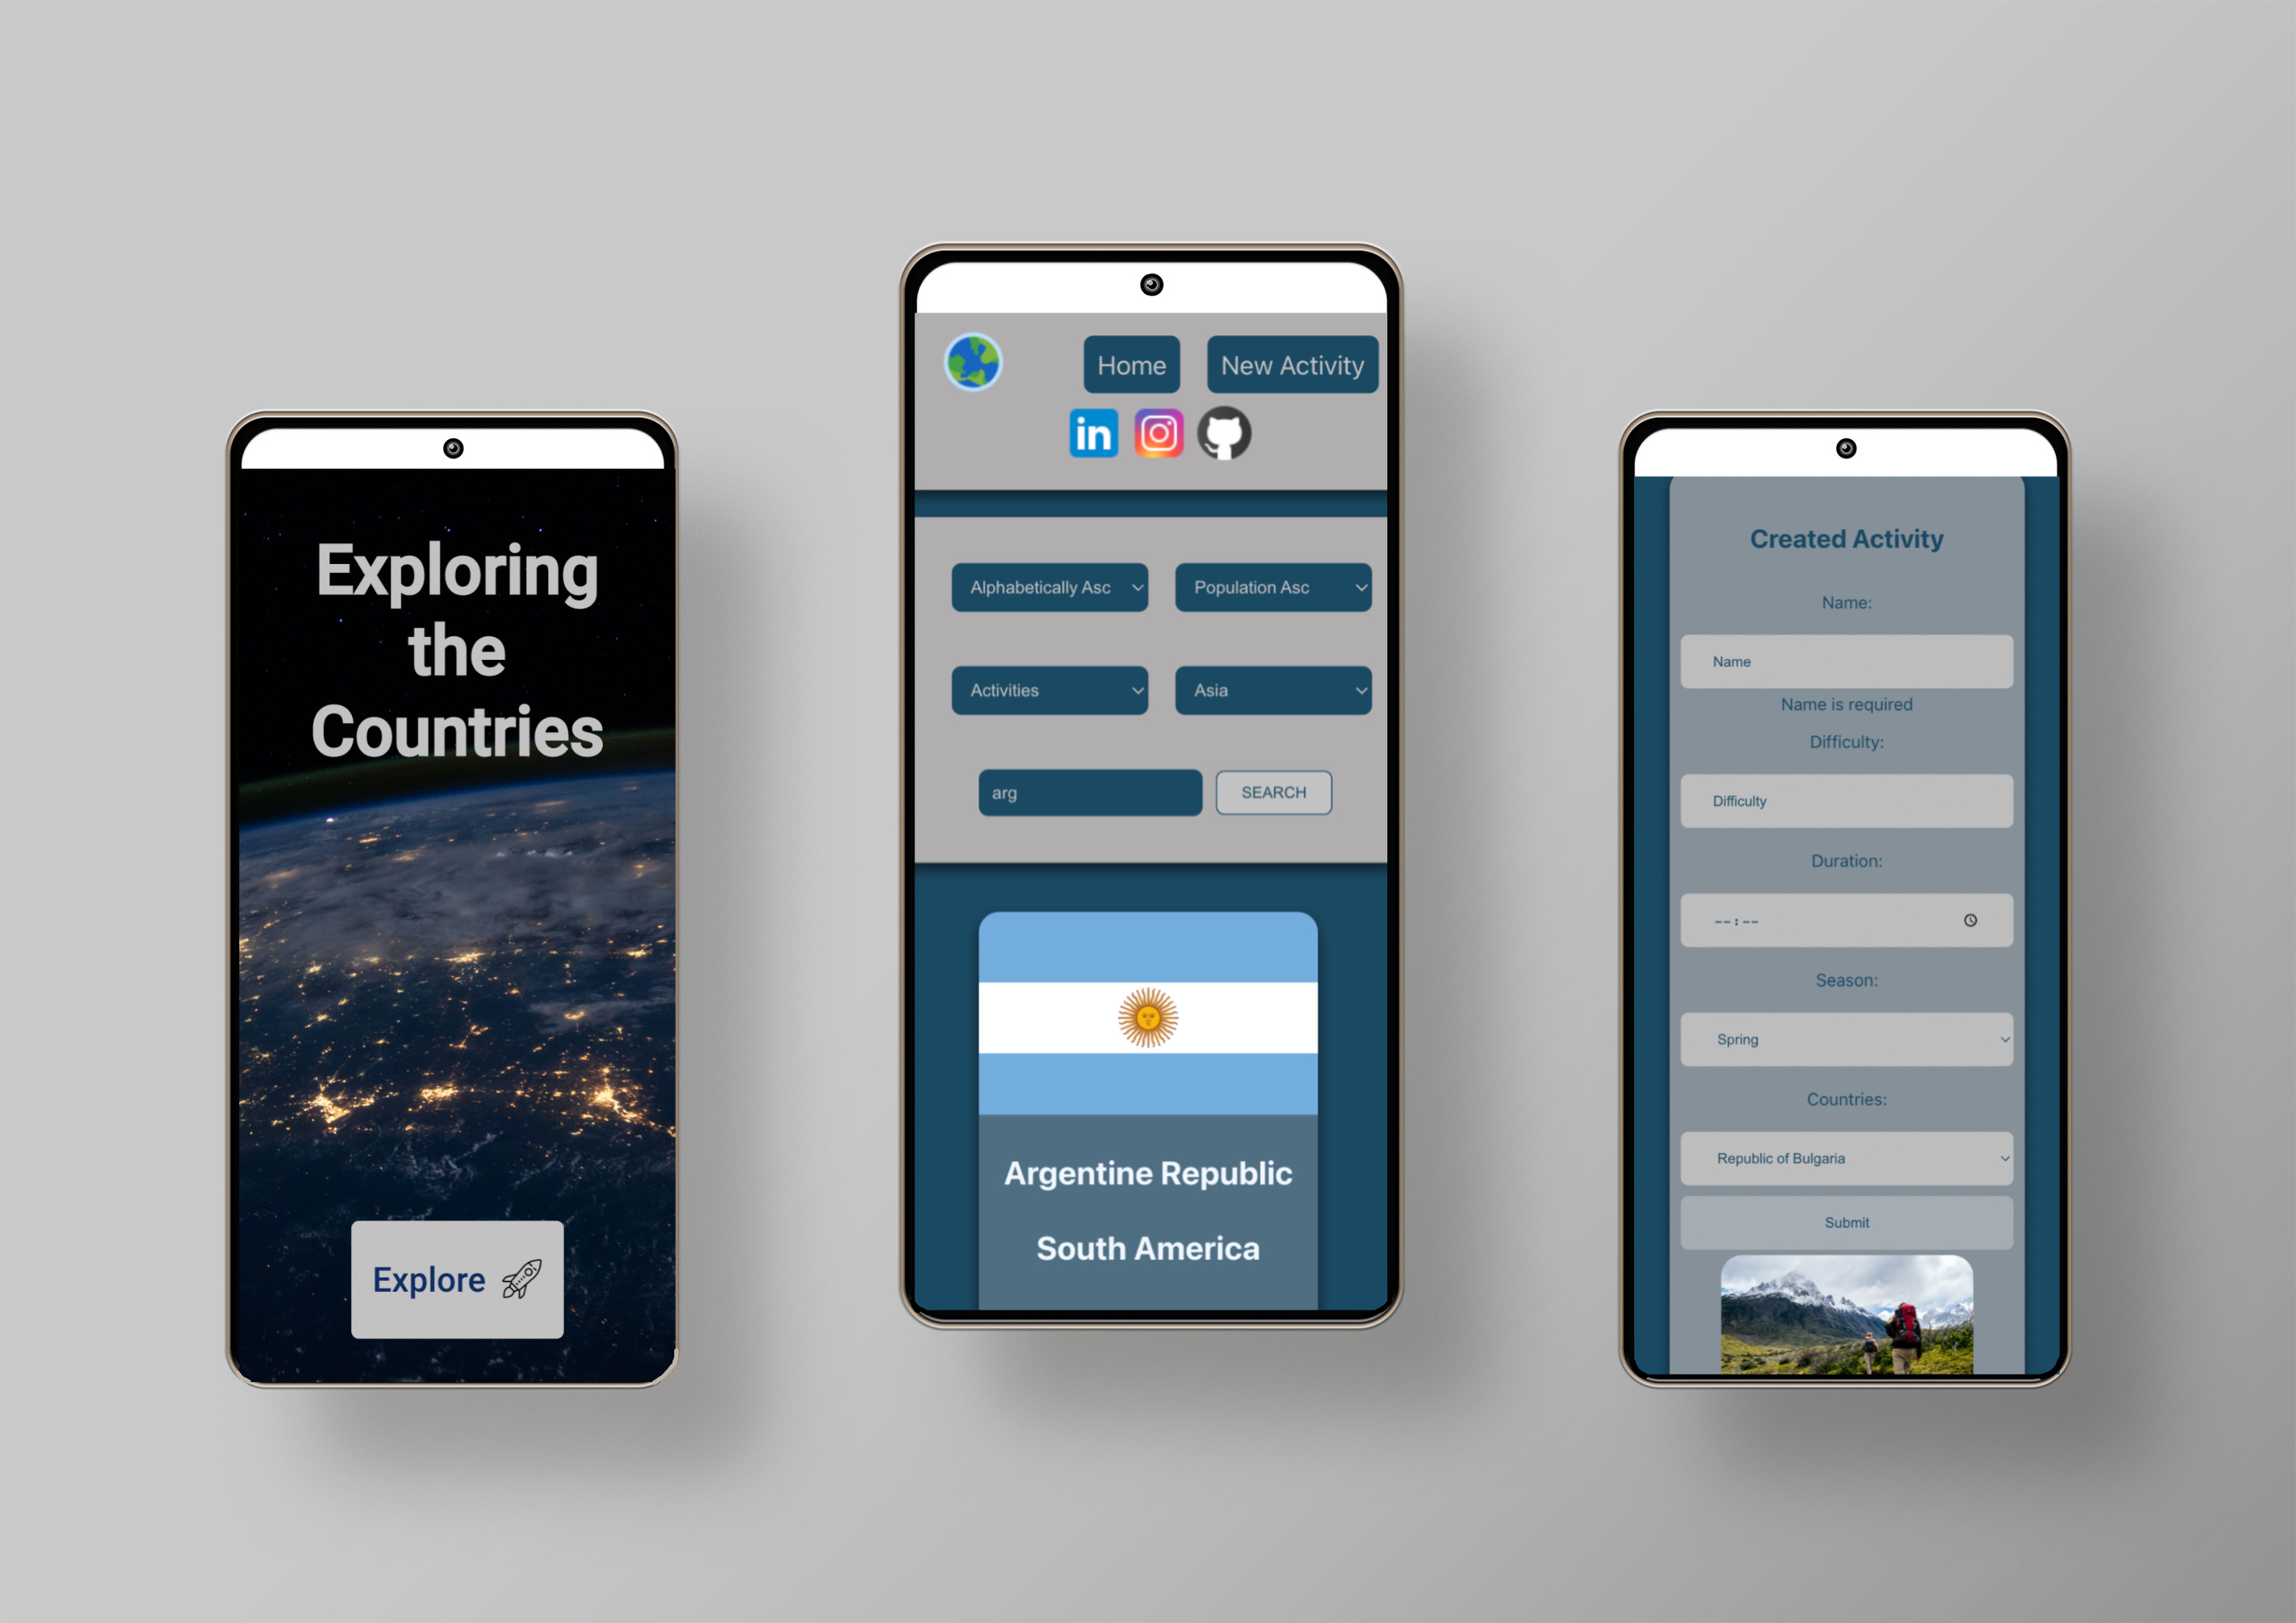 Exploring
the
Countries
Explore
Home New Activity
in
Alphabetically Asc Population Asc
Activities Asia
arg SEARCH
Argentine Republic
South America
Created Activity
Name:
Name
Name is required
Difficulty:
Difficulty
Duration:
--:--
Season:
Spring
Countries:
Republic of Bulgaria
Submit